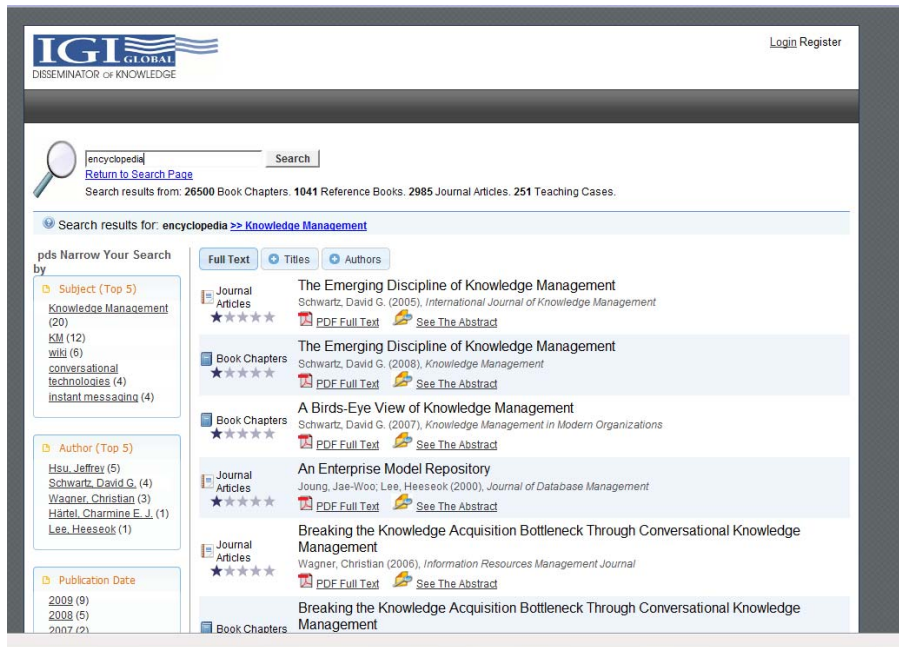 IGI GLOBAL
DISSEMINATOR OF KNOWLEDGE
Login Register
encyclopedia
Search
Return to Search Page
Search results from: 26500 Book Chapters. 1041 Reference Books. 2985 Journal Articles. 251 Teaching Cases.
Search results for: encyclopedia >> Knowledge Management
pds Narrow Your Search
by
Subject (Top 5)
Knowledge Management
(20)
KM (12)
wiki (6)
conversational
technologies (4)
instant messaging (4)
Author (Top 5)
Hsu, Jeffrey (5)
Schwartz, David G. (4)
Wagner, Christian (3)
Härtel, Charmine E. J. (1)
Lee, Heeseok (1)
Publication Date
2009 (9)
2008 (5)
2007 (2)
Full Text
Titles
Authors
Journal
Articles
The Emerging Discipline of Knowledge Management
Schwartz, David G. (2005), International Journal of Knowledge Management
PDF Full Text See The Abstract
Book Chapters
The Emerging Discipline of Knowledge Management
Schwartz, David G. (2008), Knowledge Management
PDF Full Text See The Abstract
Book Chapters
A Birds-Eye View of Knowledge Management
Schwartz, David G. (2007), Knowledge Management in Modern Organizations
PDF Full Text See The Abstract
Journal
Articles
An Enterprise Model Repository
Joung, Jae-Woo; Lee, Heeseok (2000), Journal of Database Management
PDF Full Text See The Abstract
Journal
Articles
Breaking the Knowledge Acquisition Bottleneck Through Conversational Knowledge
Management
Wagner, Christian (2006), Information Resources Management Journal
PDF Full Text See The Abstract
Book Chapters
Breaking the Knowledge Acquisition Bottleneck Through Conversational Knowledge
Management